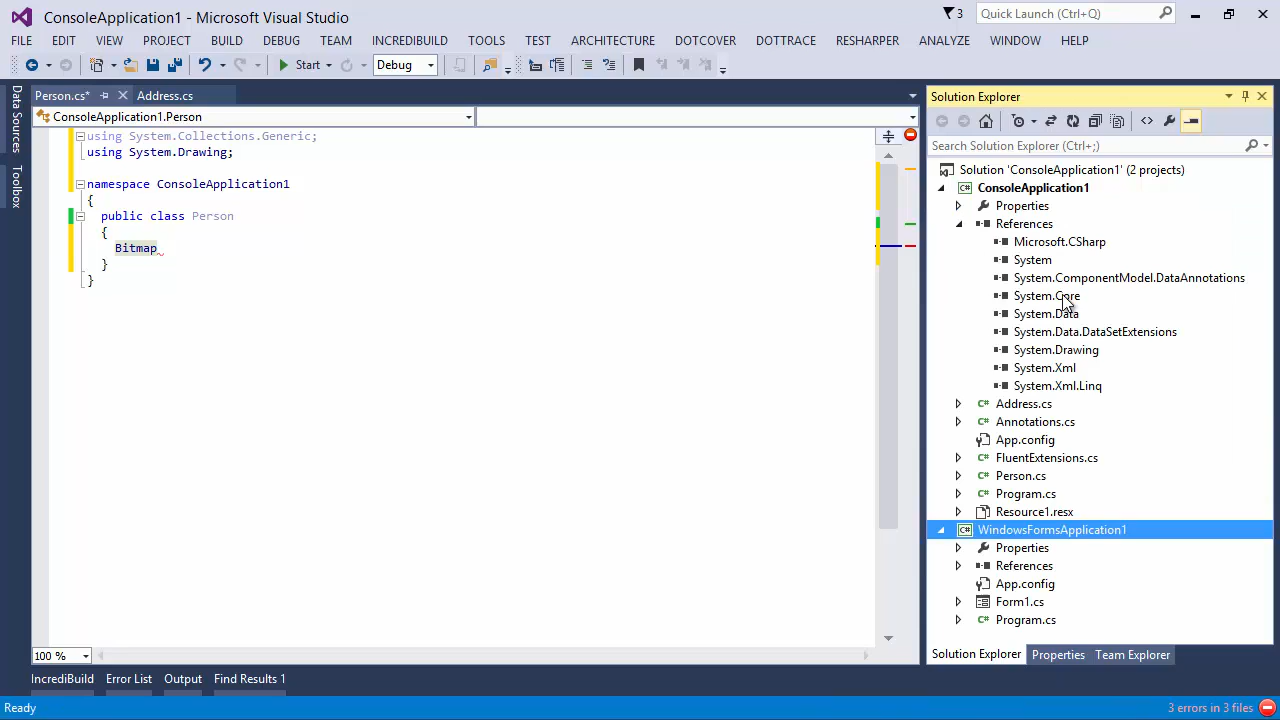 ConsoleApplication1 - Microsoft Visual Studio
3
Quick Launch (Ctrl+Q)
FILE EDIT VIEW PROJECT BUILD DEBUG TEAM INCREDIBUILD TOOLS TEST ARCHITECTURE DOTCOVER DOTTRACE RESHARPER ANALYZE WINDOW HELP
Start Debug
Data Sources
Toolbox
Person.cs* Address.cs
ConsoleApplication1.Person
using System.Collections.Generic;
using System.Drawing;
namespace ConsoleApplication1
{
public class Person
{
Bitmap
}
}
100 %
Solution Explorer
Search Solution Explorer (Ctrl+;)
Solution 'ConsoleApplication1' (2 projects)
C# ConsoleApplication1
Properties
References
Microsoft.CSharp
System
System.ComponentModel.DataAnnotations
System.Core
System.Data
System.Data.DataSetExtensions
System.Drawing
System.Xml
System.Xml.Linq
C# Address.cs
C# Annotations.cs
App.config
C# FluentExtensions.cs
C# Person.cs
C# Program.cs
Resource1.resx
C# WindowsFormsApplication1
Properties
References
App.config
Form1.cs
C# Program.cs
Solution Explorer Properties Team Explorer
IncrediBuild Error List Output Find Results 1
Ready
3 errors in 3 files